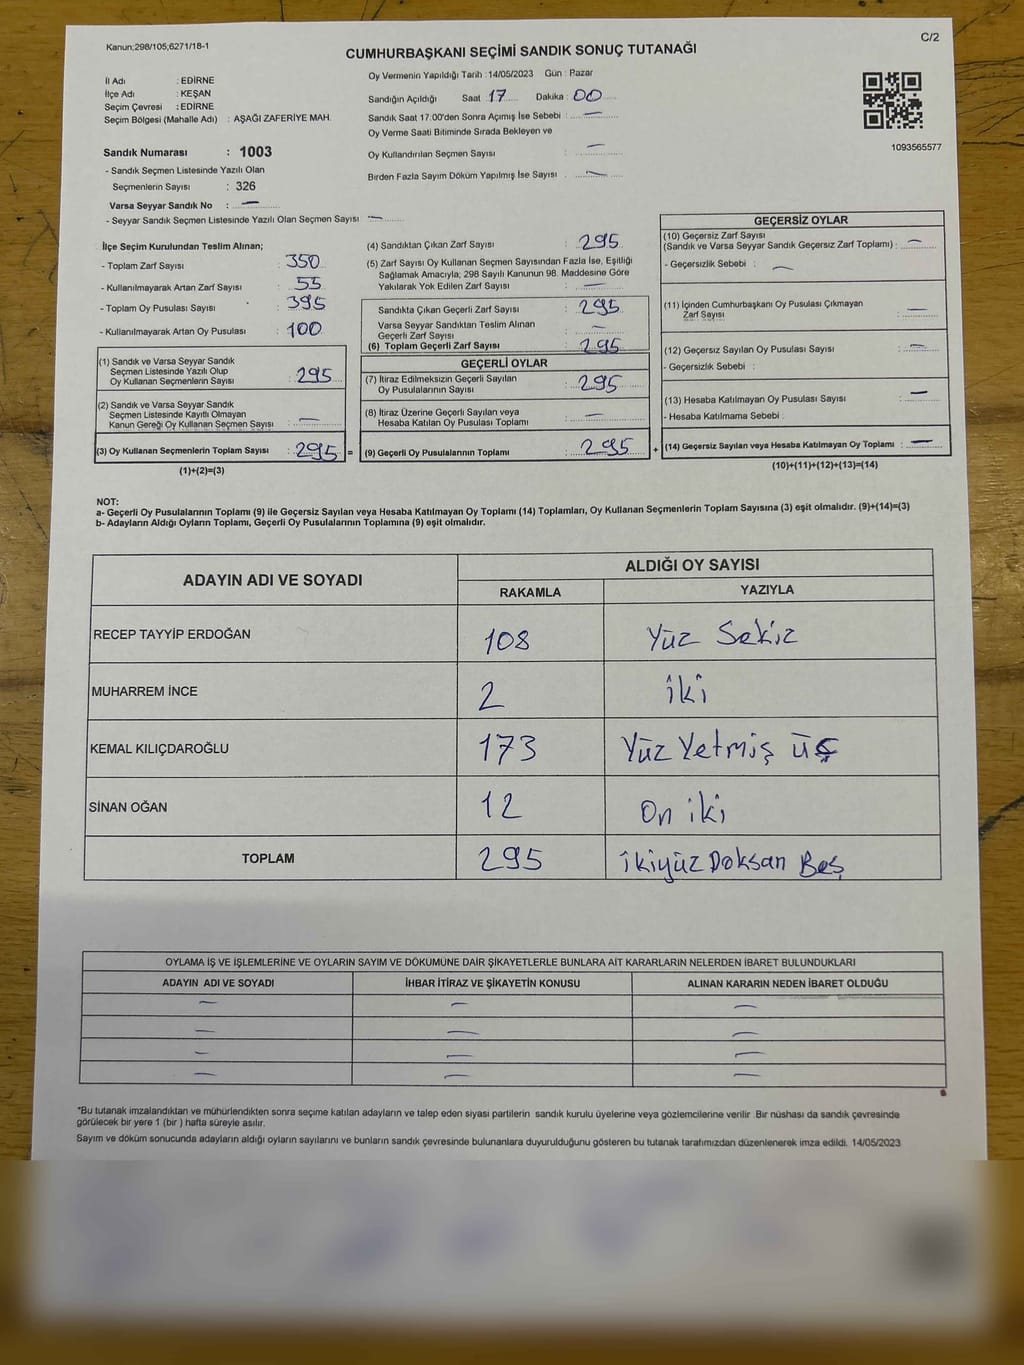 Kanun;298/105;6271/18-1
C/2
CUMHURBAŞKANI SEÇİMİ SANDIK SONUÇ TUTANAĞI
İl Adı : EDİRNE
İlçe Adı : KEŞAN
Seçim Çevresi : EDİRNE
Seçim Bölgesi (Mahalle Adı) : AŞAĞI ZAFERİYE MAH.
Sandık Numarası : 1003
- Sandık Seçmen Listesinde Yazılı Olan
Seçmenlerin Sayısı : 326
Varsa Seyyar Sandık No : —
- Seyyar Sandık Seçmen Listesinde Yazılı Olan Seçmen Sayısı —
Oy Vermenin Yapıldığı Tarih : 14/05/2023 Gün : Pazar
Sandığın Açıldığı Saat 17 Dakika : 00
Sandık Saat 17:00'den Sonra Açımış İse Sebebi : —
Oy Verme Saati Bitiminde Sırada Bekleyen ve
Oy Kullandırılan Seçmen Sayısı : —
Birden Fazla Sayım Döküm Yapılmış İse Sayısı : —
1093565577
İlçe Seçim Kurulundan Teslim Alınan;
- Toplam Zarf Sayısı : 350
- Kullanılmayarak Artan Zarf Sayısı : 55
- Toplam Oy Pusulası Sayısı : 395
- Kullanılmayarak Artan Oy Pusulası : 100
(1) Sandık ve Varsa Seyyar Sandık
Seçmen Listesinde Yazılı Olup
Oy Kullanan Seçmenlerin Sayısı : 295
(2) Sandık ve Varsa Seyyar Sandık
Seçmen Listesinde Kayıtlı Olmayan
Kanun Gereği Oy Kullanan Seçmen Sayısı : —
(3) Oy Kullanan Seçmenlerin Toplam Sayısı : 295 =
(1)+(2)=(3)
(4) Sandıktan Çıkan Zarf Sayısı : 295
(5) Zarf Sayısı Oy Kullanan Seçmen Sayısından Fazla İse, Eşitliği
Sağlamak Amacıyla; 298 Sayılı Kanunun 98. Maddesine Göre
Yakılarak Yok Edilen Zarf Sayısı : —
Sandıkta Çıkan Geçerli Zarf Sayısı : 295
Varsa Seyyar Sandıktan Teslim Alınan
Geçerli Zarf Sayısı : —
(6) Toplam Geçerli Zarf Sayısı : 295
GEÇERLİ OYLAR
(7) İtiraz Edilmeksizin Geçerli Sayılan
Oy Pusulalarının Sayısı : 295
(8) İtiraz Üzerine Geçerli Sayılan veya
Hesaba Katılan Oy Pusulası Toplamı : —
(9) Geçerli Oy Pusulalarının Toplamı : 295 +
GEÇERSİZ OYLAR
(10) Geçersiz Zarf Sayısı
(Sandık ve Varsa Seyyar Sandık Geçersiz Zarf Toplamı) : —
- Geçersizlik Sebebi : —
(11) İçinden Cumhurbaşkanı Oy Pusulası Çıkmayan
Zarf Sayısı : —
(12) Geçersiz Sayılan Oy Pusulası Sayısı : —
- Geçersizlik Sebebi :
(13) Hesaba Katılmayan Oy Pusulası Sayısı : —
- Hesaba Katılmama Sebebi :
(14) Geçersiz Sayılan veya Hesaba Katılmayan Oy Toplamı : —
(10)+(11)+(12)+(13)=(14)
NOT:
a- Geçerli Oy Pusulalarının Toplamı (9) ile Geçersiz Sayılan veya Hesaba Katılmayan Oy Toplamı (14) Toplamları, Oy Kullanan Seçmenlerin Toplam Sayısına (3) eşit olmalıdır. (9)+(14)=(3)
b- Adayların Aldığı Oyların Toplamı, Geçerli Oy Pusulalarının Toplamına (9) eşit olmalıdır.
ADAYIN ADI VE SOYADI ALDIĞI OY SAYISI
RAKAMLA YAZIYLA
RECEP TAYYİP ERDOĞAN 108 Yüz Sekiz
MUHARREM İNCE 2 iki
KEMAL KILIÇDAROĞLU 173 Yüz Yetmiş üç
SİNAN OĞAN 12 On iki
TOPLAM 295 ikiyüz Doksan Beş
OYLAMA İŞ VE İŞLEMLERİNE VE OYLARIN SAYIM VE DÖKÜMÜNE DAİR ŞİKAYETLERLE BUNLARA AİT KARARLARIN NELERDEN İBARET BULUNDUKLARI
ADAYIN ADI VE SOYADI İHBAR İTİRAZ VE ŞİKAYETİN KONUSU ALINAN KARARIN NEDEN İBARET OLDUĞU
— — —
— — —
— — —
— — —
*Bu tutanak imzalandıktan ve mühürlendikten sonra seçime katılan adayların ve talep eden siyasi partilerin sandık kurulu üyelerine veya gözlemcilerine verilir .Bir nüshası da sandık çevresinde
görülecek bir yere 1 (bir ) hafta süreyle asılır.
Sayım ve döküm sonucunda adayların aldığı oyların sayılarını ve bunların sandık çevresinde bulunanlara duyurulduğunu gösteren bu tutanak tarafımızdan düzenlenerek imza edildi. 14/05/2023